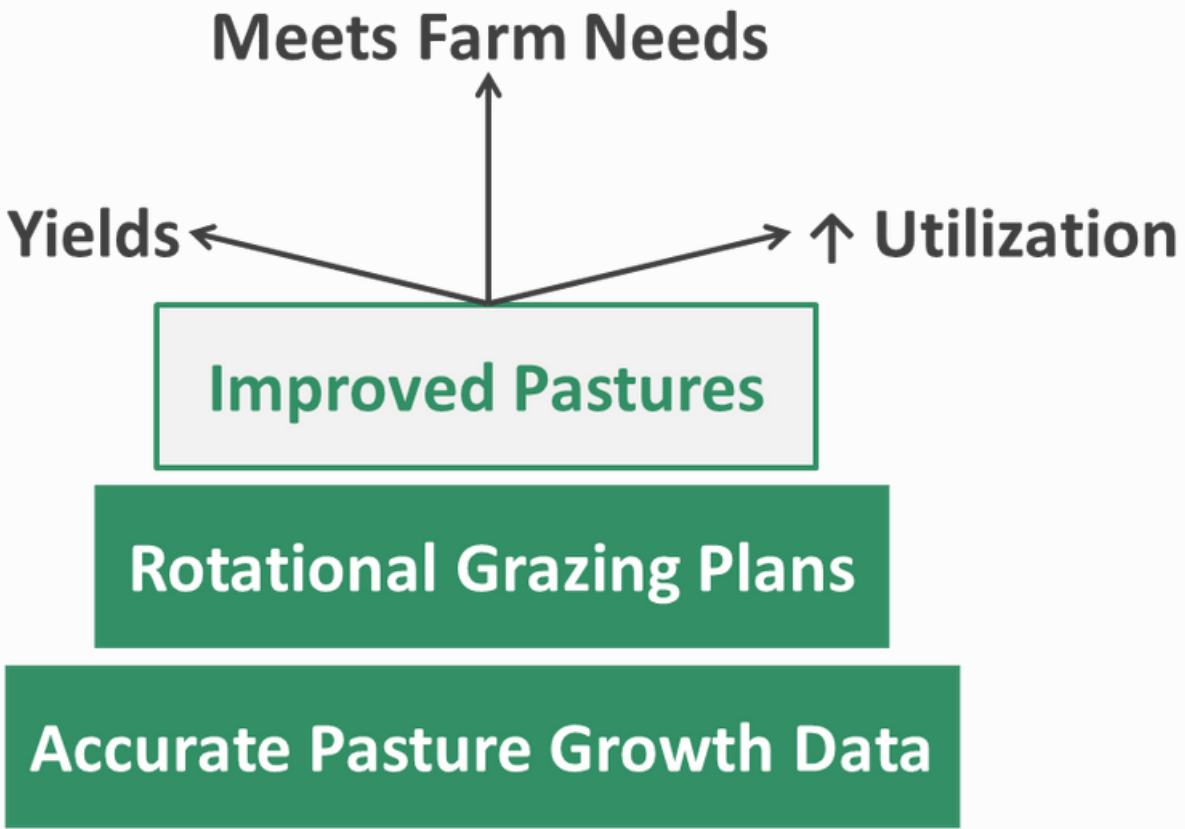 Meets Farm Needs
Yields
↑ Utilization
Improved Pastures
Rotational Grazing Plans
Accurate Pasture Growth Data